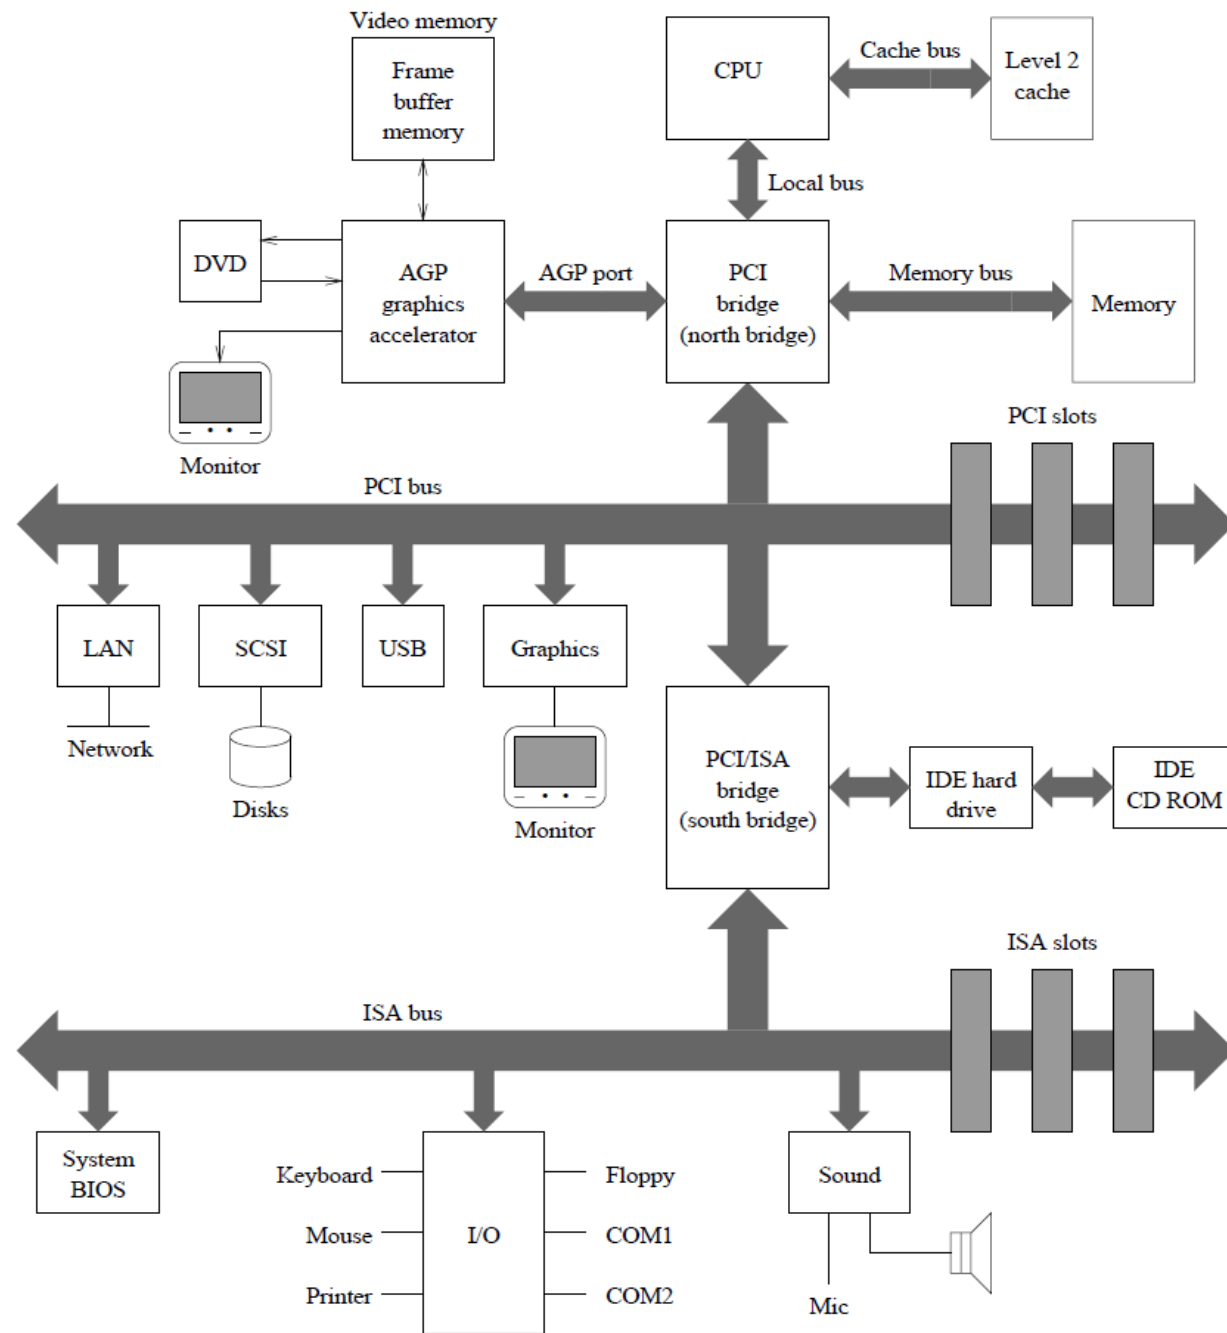 Video memory
Frame
buffer
memory
CPU
Cache bus
Level 2
cache
Local bus
DVD
AGP
graphics
accelerator
AGP port
PCI
bridge
(north bridge)
Memory bus
Memory
Monitor
PCI slots
PCI bus
LAN
SCSI
USB
Graphics
Network
Disks
Monitor
PCI/ISA
bridge
(south bridge)
IDE hard
drive
IDE
CD ROM
ISA slots
ISA bus
System
BIOS
Keyboard
Mouse
Printer
I/O
Floppy
COM1
COM2
Sound
Mic